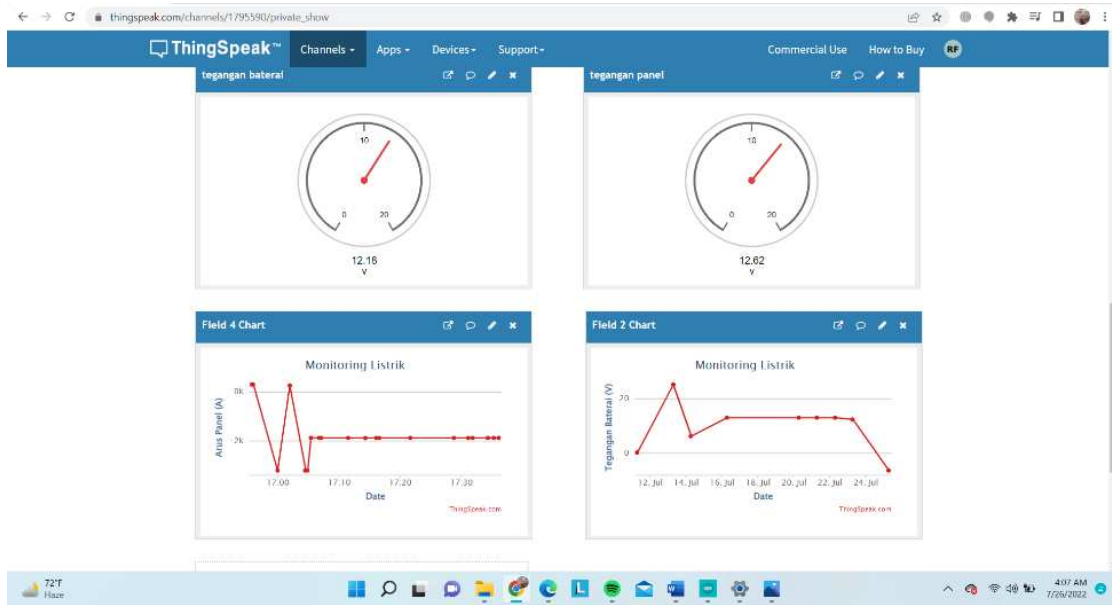 thingspeak.com/channels/1795590/private_show
ThingSpeak™ Channels Apps Devices Support Commercial Use How to Buy RF
tegangan baterai
tegangan panel
10
0 20
12.16
V
10
0 20
12.62
V
Field 4 Chart
Monitoring Listrik
Arus Panel (A)
0k
-2k
17:00 17:10 17:20 17:30
Date
ThingSpeak.com
Field 2 Chart
Monitoring Listrik
Tegangan Baterai (V)
20
0
12. Jul 14. Jul 16. Jul 18. Jul 20. Jul 22. Jul 24. Jul
Date
ThingSpeak.com
72°F
Haze
4:07 AM
7/26/2022